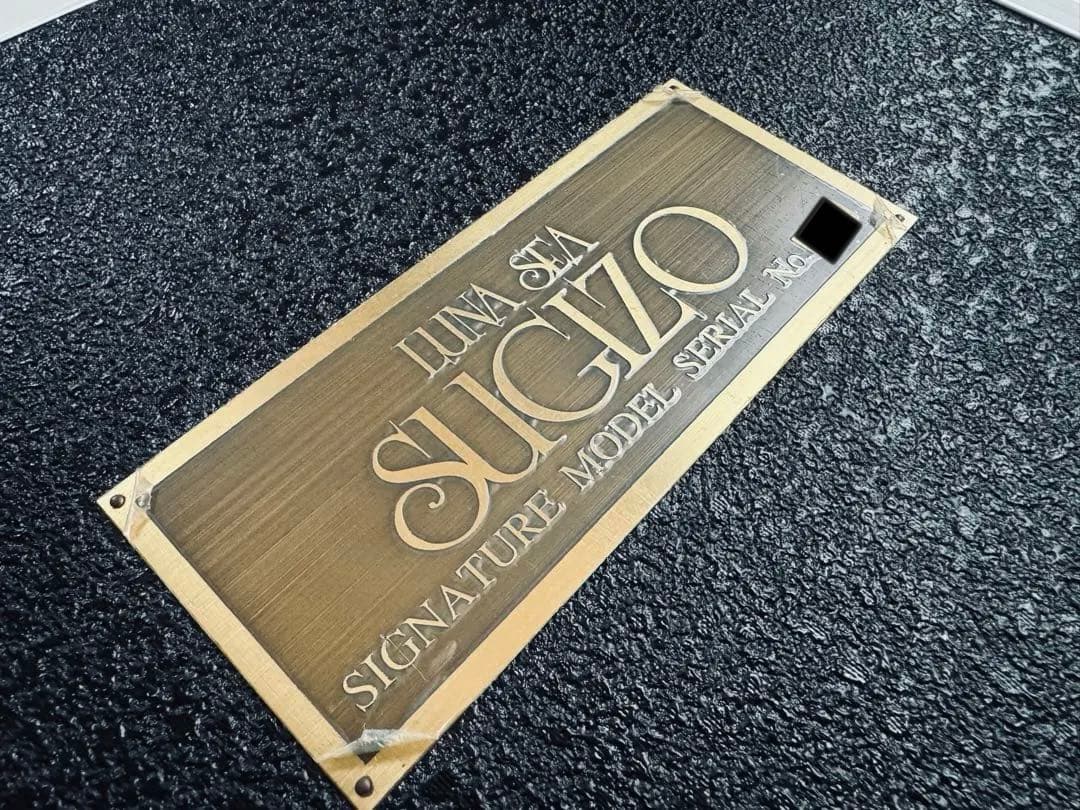 LUNA SEA
SUGIZO
SIGNATURE MODEL SERIAL No.